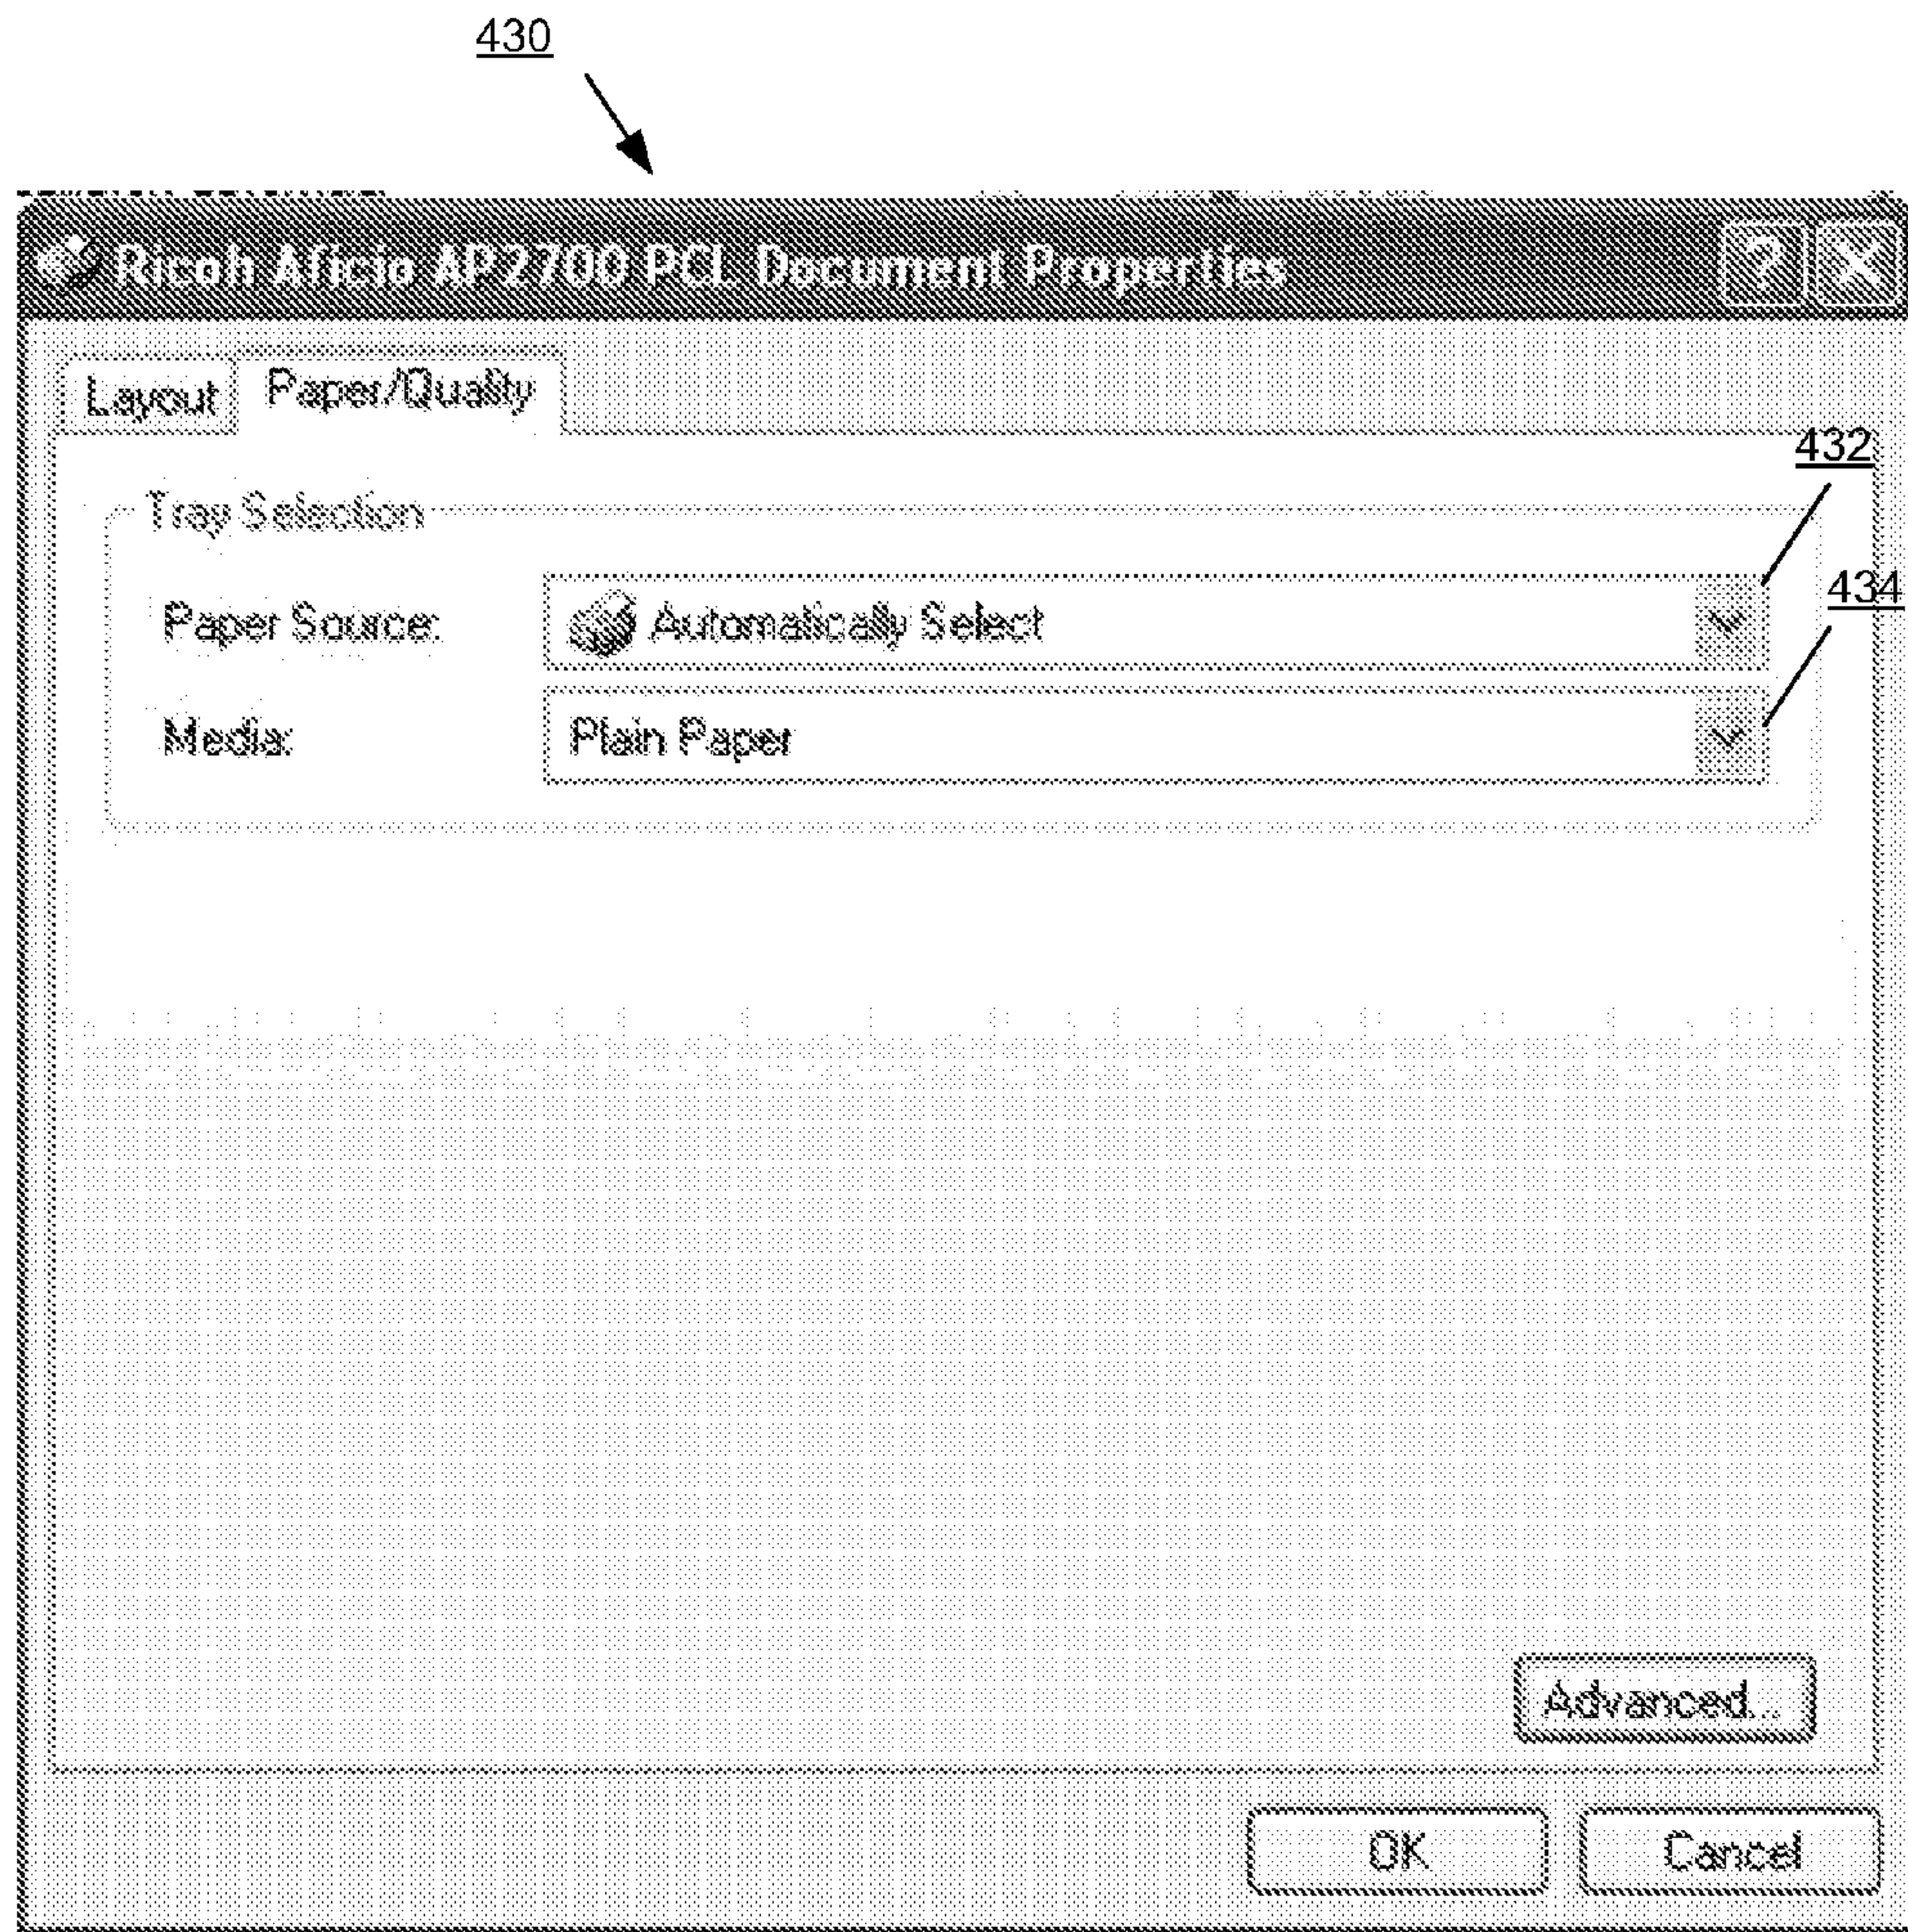 430
Ricoh Aficio AP2700 PCL Document Properties
? X
Layout Paper/Quality
432
Tray Selection
434
Paper Source: Automatically Select
Media: Plain Paper
Advanced...
OK Cancel